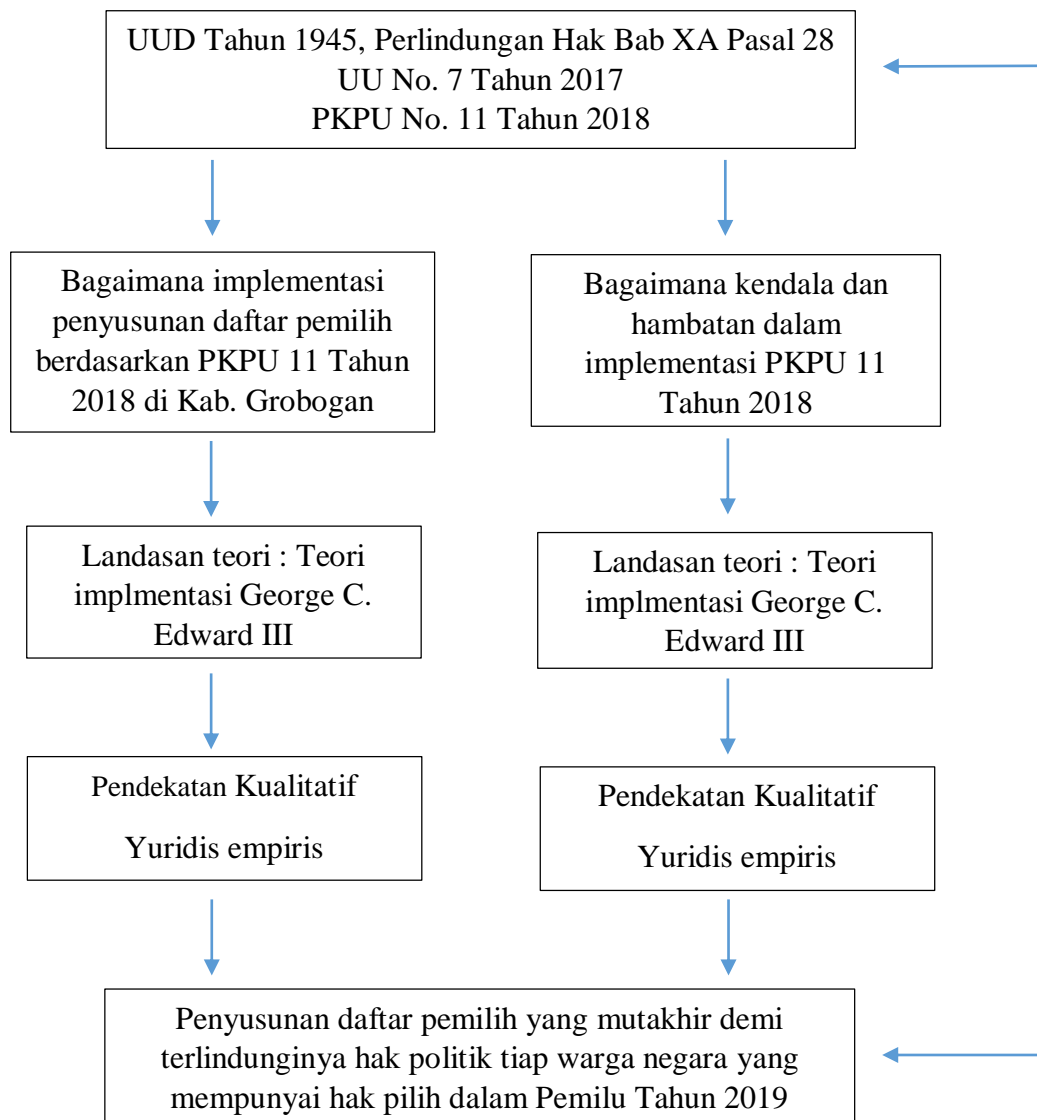 UUD Tahun 1945, Perlindungan Hak Bab XA Pasal 28
UU No. 7 Tahun 2017
PKPU No. 11 Tahun 2018
Bagaimana implementasi
penyusunan daftar pemilih
berdasarkan PKPU 11 Tahun
2018 di Kab. Grobogan
Bagaimana kendala dan
hambatan dalam
implementasi PKPU 11
Tahun 2018
Landasan teori : Teori
implmentasi George C.
Edward III
Landasan teori : Teori
implmentasi George C.
Edward III
Pendekatan Kualitatif
Yuridis empiris
Pendekatan Kualitatif
Yuridis empiris
Penyusunan daftar pemilih yang mutakhir demi
terlindunginya hak politik tiap warga negara yang
mempunyai hak pilih dalam Pemilu Tahun 2019